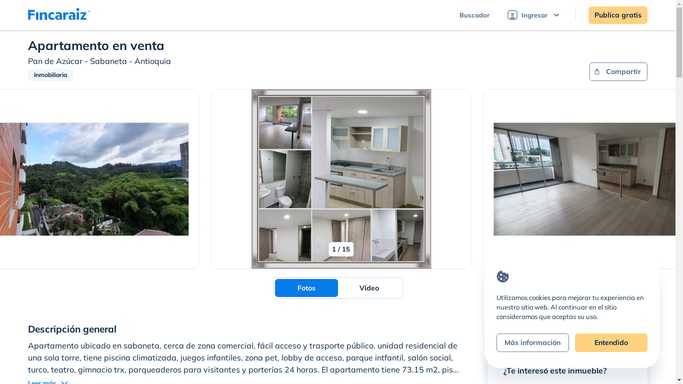 Fincaraiz
Buscador
Ingresar
Publica gratis
Apartamento en venta
Pan de Azúcar - Sabaneta - Antioquia
Inmobiliaria
Compartir
1 / 15
Fotos
Video
Utilizamos cookies para mejorar tu experiencia en
nuestro sitio web. Al continuar en el sitio
consideramos que aceptas su uso.
Más información
Entendido
Descripción general
Apartamento ubicado en sabaneta, cerca de zona comercial, fácil acceso y trasporte público. unidad residencial de
una sola torre, tiene piscina climatizada, juegos infantiles, zona pet, lobby de acceso, parque intfantil, salón social,
turco, teatro, gimnacio trx, parqueaderos para visitantes y porterías 24 horas. El apartamento tiene 73.15 m2, pis...
Leer más
¿Te interesó este inmueble?